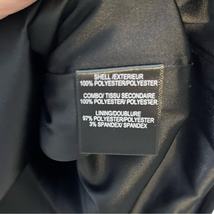 SHELL /EXTERIEUR
100% POLYESTER/POLYESTER
COMBO/ TISSU SECONDAIRE
100% POLYESTER/ POLYESTER
LINING/DOUBLURE
97% POLYESTER/POLYESTER
3% SPANDEX/ SPANDEX